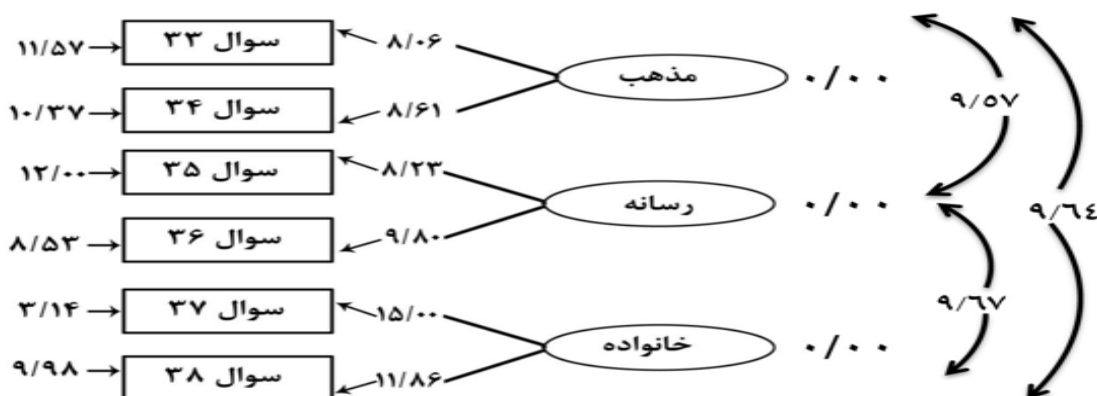 ۱۱/۵۷
سوال ۳۳
۸/۰۶
مذهب
۰/۰۰
۱۰/۳۷
سوال ۳۴
۸/۶۱
۹/٥۷
۱۲/۰۰
سوال ۳۵
۸/۲۳
رسانه
۰/۰۰
۹/٦٤
۸/۵۳
سوال ۳۶
۹/۸۰
۳/۱۴
سوال ۳۷
۱۵/۰۰
۹/٦۷
خانواده
۰/۰۰
۹/۹۸
سوال ۳۸
۱۱/۸۶